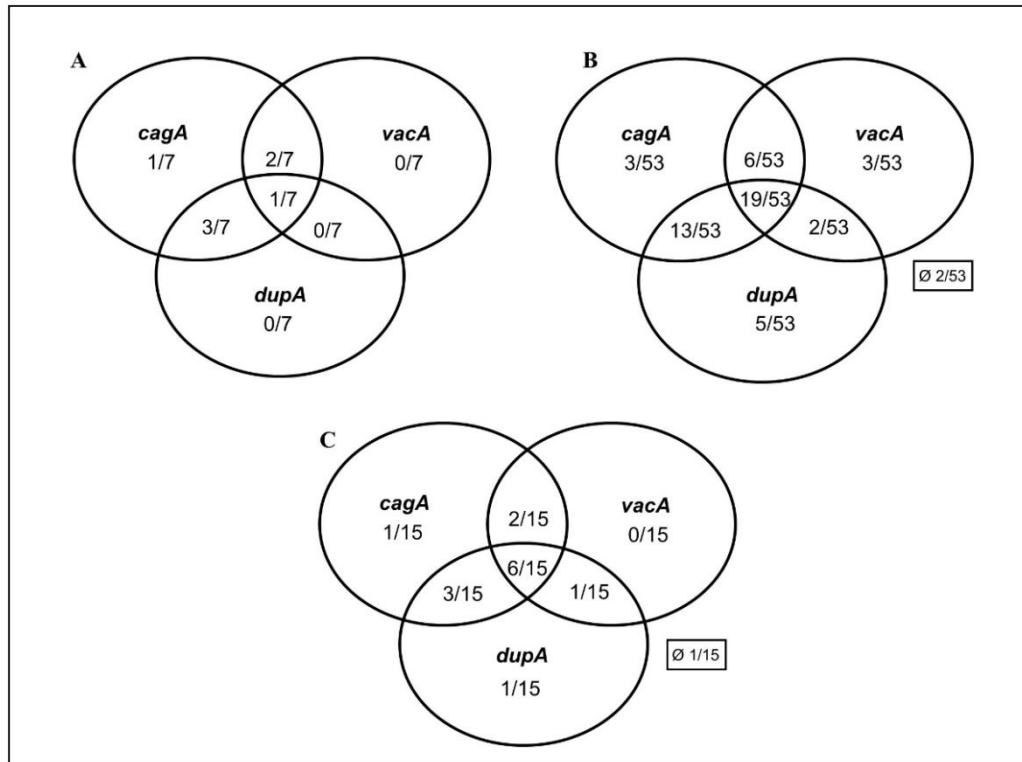 A
cagA
1/7
vacA
0/7
2/7
1/7
3/7
0/7
dupA
0/7
B
cagA
3/53
vacA
3/53
6/53
19/53
13/53
2/53
dupA
5/53
Ø 2/53
C
cagA
1/15
vacA
0/15
2/15
6/15
3/15
1/15
dupA
1/15
Ø 1/15